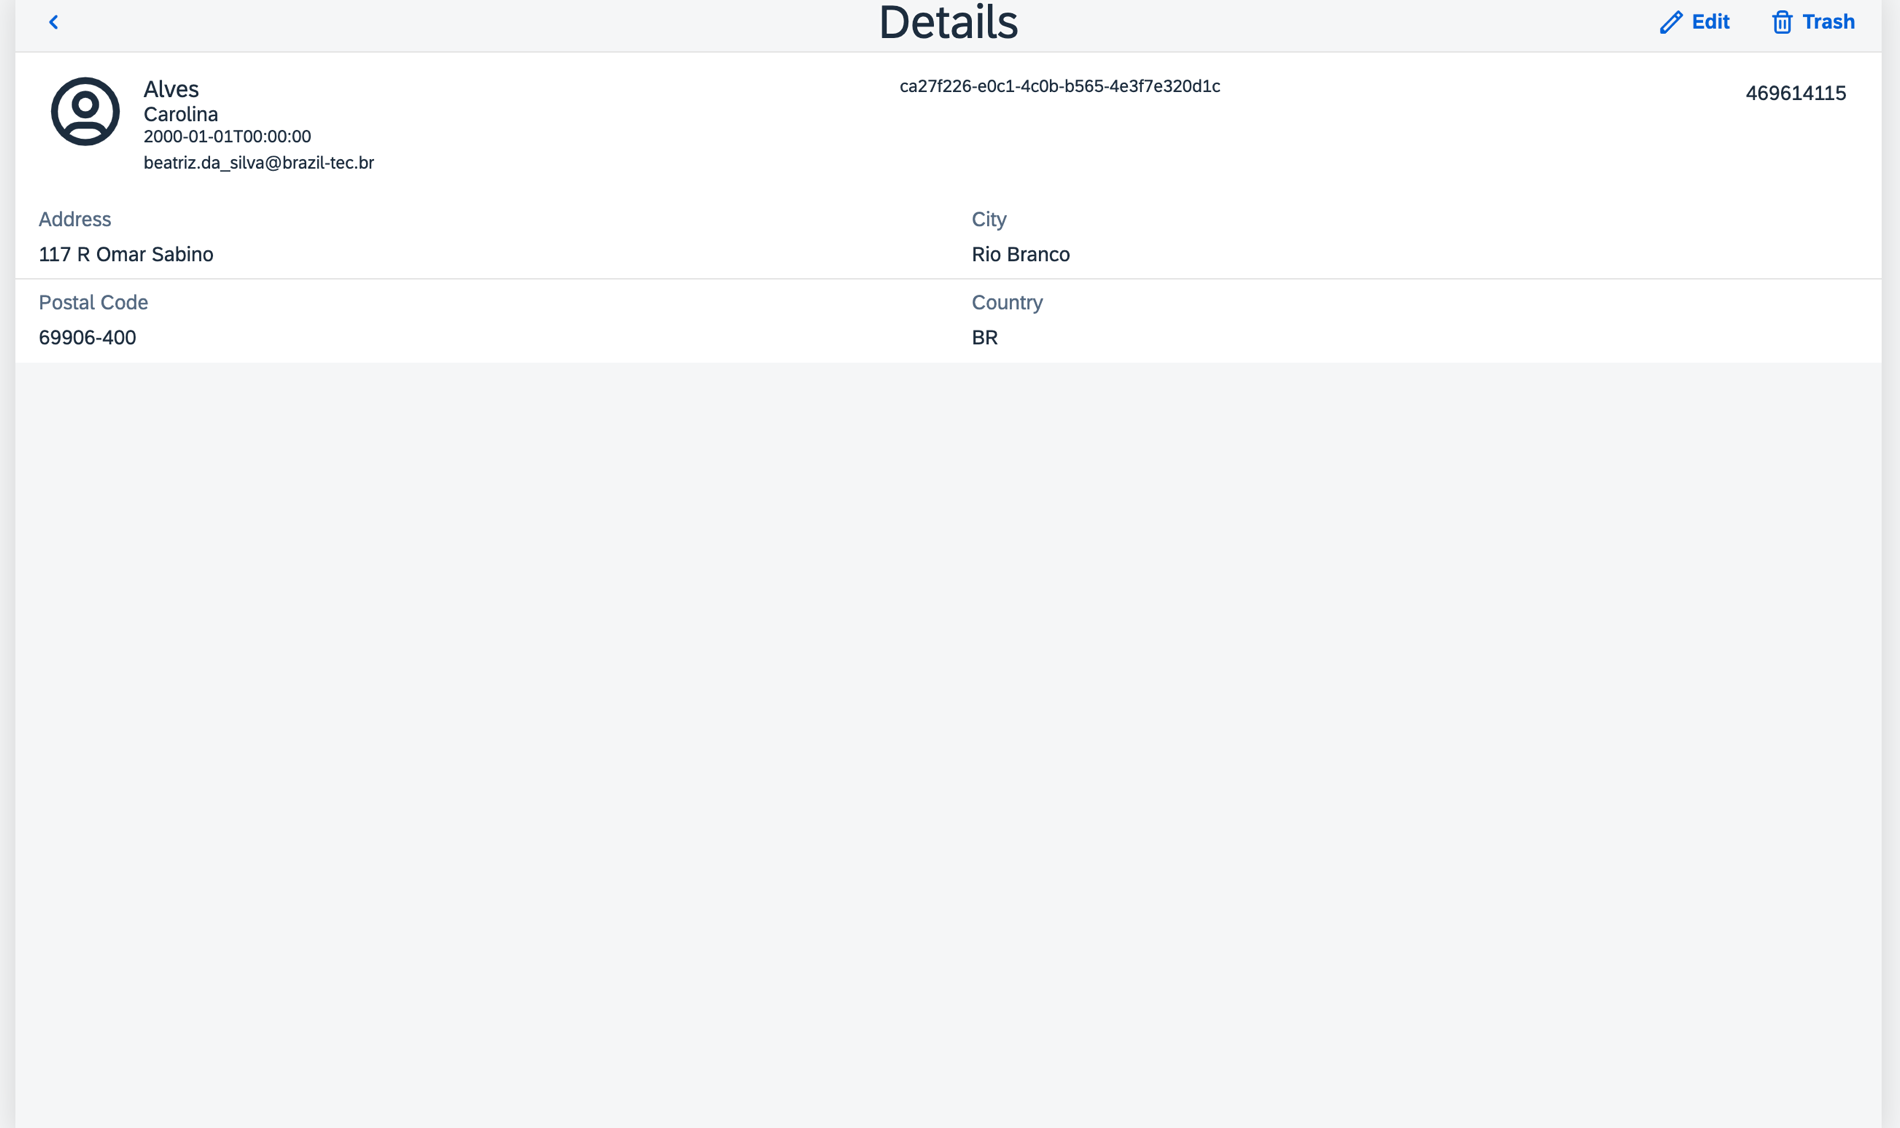 Details
Edit
Trash
Alves
Carolina
2000-01-01T00:00:00
beatriz.da_silva@brazil-tec.br
ca27f226-e0c1-4c0b-b565-4e3f7e320d1c
469614115
Address
117 R Omar Sabino
City
Rio Branco
Postal Code
69906-400
Country
BR